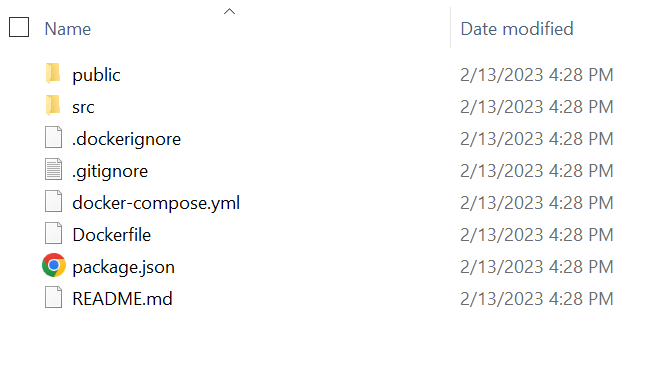 Name Date modified
public 2/13/2023 4:28 PM
src 2/13/2023 4:28 PM
.dockerignore 2/13/2023 4:28 PM
.gitignore 2/13/2023 4:28 PM
docker-compose.yml 2/13/2023 4:28 PM
Dockerfile 2/13/2023 4:28 PM
package.json 2/13/2023 4:28 PM
README.md 2/13/2023 4:28 PM